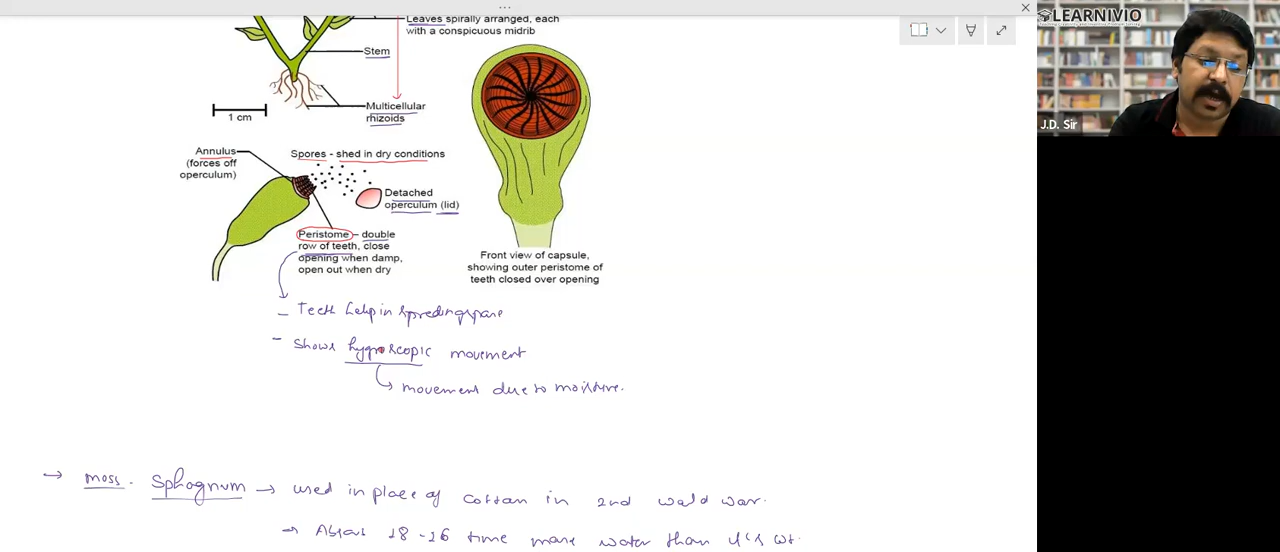 LEARNIVIO
Leaves spirally arranged, each
with a conspicuous midrib
Stem
Multicellular
rhizoids
1 cm
J.D. Sir
Annulus
(forces off
operculum)
Spores - shed in dry conditions
Detached
operculum (lid)
Peristome - double
row of teeth, close
opening when damp,
open out when dry
Front view of capsule,
showing outer peristome of
teeth closed over opening
- Teeth help in spreding spore
- Shows hygroscopic movement
movement due to moisture.
→ moss - Sphagnum → used in place of cottan in 2nd wald war.
→ Absorb 18-26 time more water than it's wt.